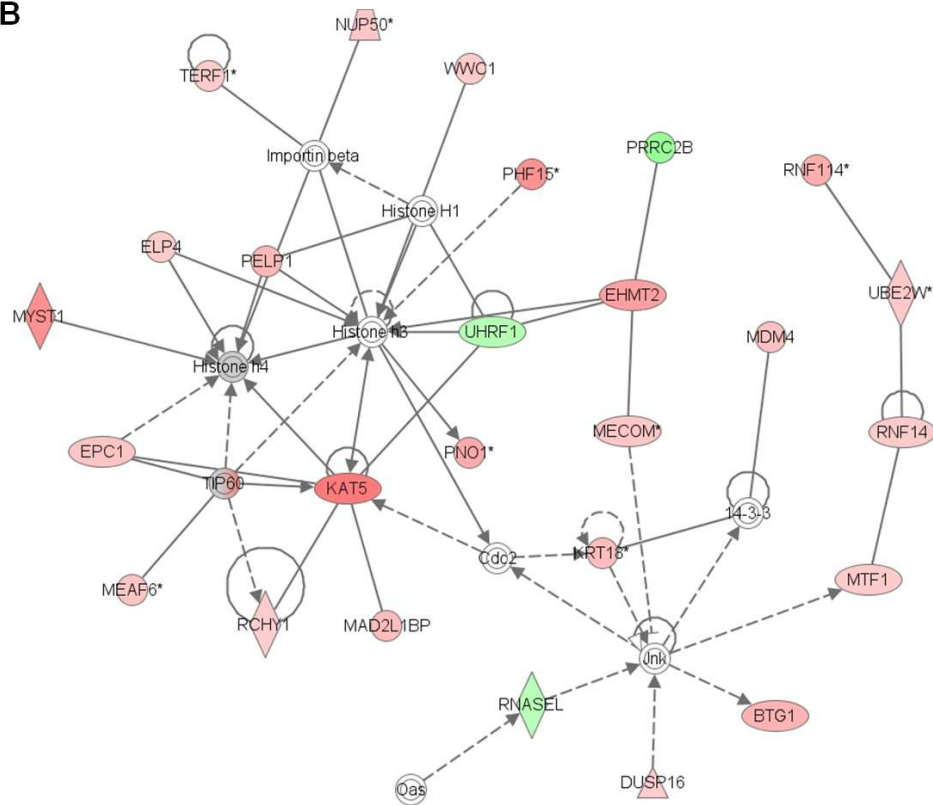 B
NUP50*
TERF1*
WWC1
Importin beta
PRRC2B
PHF15*
RNF114*
Histone H1
ELP4
PELP1
MYST1
EHMT2
UBE2W*
Histone h3
UHRF1
MDM4
Histone h4
EPC1
MECOM*
RNF14
PNO1*
TIP60
KAT5
14-3-3
Cdc2
KRT18*
MEAF6*
MTF1
RCHY1
MAD2L1BP
Jnk
RNASEL
BTG1
DUSP16
Oas